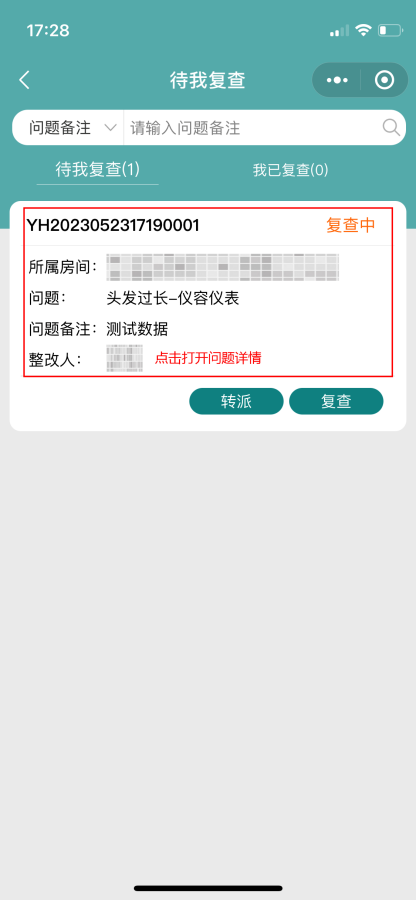 17:28
待我复查
问题备注 请输入问题备注
待我复查(1) 我已复查(0)
YH2023052317190001 复查中
所属房间：
问题： 头发过长-仪容仪表
问题备注： 测试数据
整改人： 点击打开问题详情
转派 复查